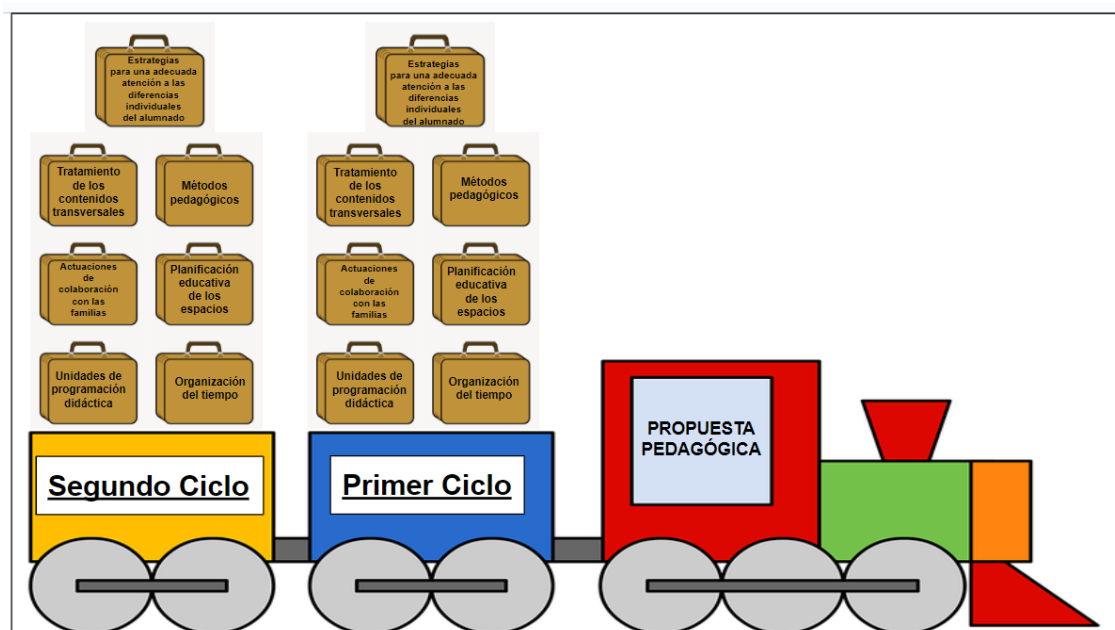 Estrategias
para una adecuada
atención a las
diferencias
individuales
del alumnado
Estrategias
para una adecuada
atención a las
diferencias
individuales
del alumnado
Tratamiento
de los
contenidos
transversales
Métodos
pedagógicos
Tratamiento
de los
contenidos
transversales
Métodos
pedagógicos
Actuaciones
de
colaboración
con las
familias
Planificación
educativa
de los
espacios
Actuaciones
de
colaboración
con las
familias
Planificación
educativa
de los
espacios
Unidades de
programación
didáctica
Organización
del tiempo
Unidades de
programación
didáctica
Organización
del tiempo
Segundo Ciclo
Primer Ciclo
PROPUESTA
PEDAGÓGICA